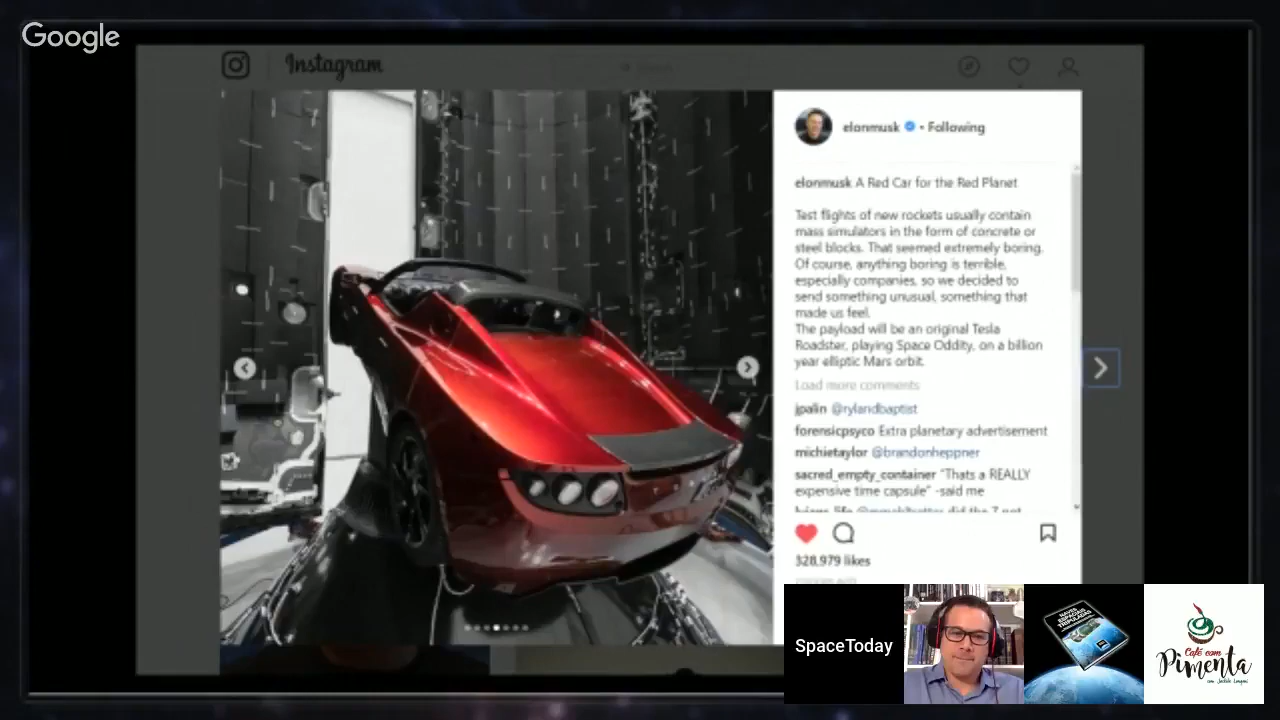 Google
Instagram
elonmusk • Following
elonmusk A Red Car for the Red Planet
Test flights of new rockets usually contain
mass simulators in the form of concrete or
steel blocks. That seemed extremely boring.
Of course, anything boring is terrible,
especially companies, so we decided to
send something unusual, something that
made us feel.
The payload will be an original Tesla
Roadster, playing Space Oddity, on a billion
year elliptic Mars orbit.
Load more comments
jpalin @rylandbaptist
forensicpsyco Extra planetary advertisement
michietaylor @brandonheppner
sacred_empty_container "Thats a REALLY
expensive time capsule" -said me
328,979 likes
SpaceToday
NAVES
ESPACIAIS
TRIPULADAS
Café com
Pimenta